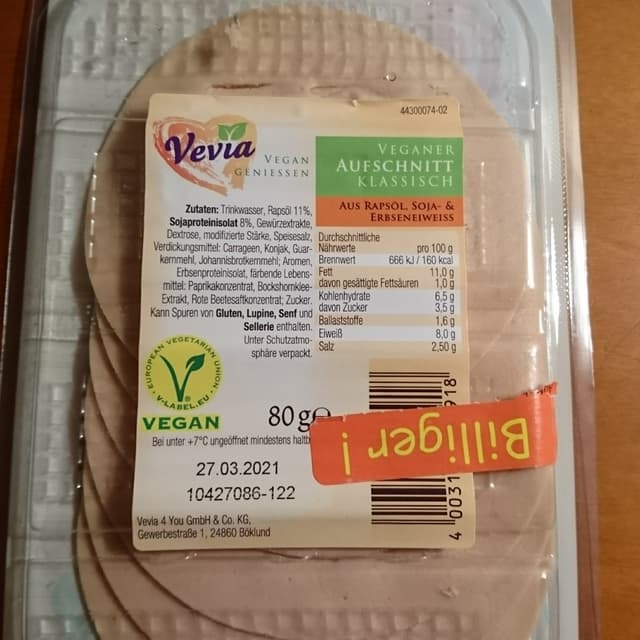 44300074-02
Vevia
VEGAN
GENIESSEN
VEGANER
AUFSCHNITT
KLASSISCH
AUS RAPSÖL, SOJA- &
ERBSENEIWEISS
Zutaten: Trinkwasser, Rapsöl 11%,
Sojaproteinisolat 8%, Gewürzextrakte,
Dextrose, modifizierte Stärke, Speisesalz,
Verdickungsmittel: Carrageen, Konjak, Guar-
kernmehl, Johannisbrotkernmehl; Aromen,
Erbsenproteinisolat, färbende Lebens-
mittel: Paprikakonzentrat, Bockshornklee-
Extrakt, Rote Beetesaftkonzentrat; Zucker.
Kann Spuren von Gluten, Lupine, Senf und
Sellerie enthalten.
Unter Schutzatmo-
sphäre verpackt.
Durchschnittliche
Nährwerte pro 100 g
Brennwert 666 kJ / 160 kcal
Fett 11,0 g
davon gesättigte Fettsäuren 1,0 g
Kohlenhydrate 6,5 g
davon Zucker 3,5 g
Ballaststoffe 1,6 g
Eiweiß 8,0 g
Salz 2,50 g
EUROPEAN VEGETARIAN UNION
V-LABEL.EU
VEGAN
80 g
Bei unter +7°C ungeöffnet mindestens haltb
27.03.2021
10427086-122
Vevia 4 You GmbH & Co. KG,
Gewerbestraße 1, 24860 Böklund
Billiger !
4 0031
918